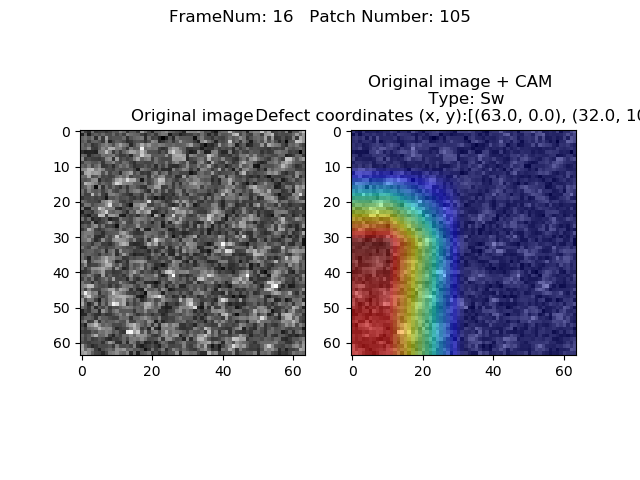 FrameNum: 16   Patch Number: 105
Original image + CAM
Type: Sw
Original image
Defect coordinates (x, y):[(63.0, 0.0), (32.0, 10
0
10
20
30
40
50
60
0 20 40 60
0
10
20
30
40
50
60
0 20 40 60